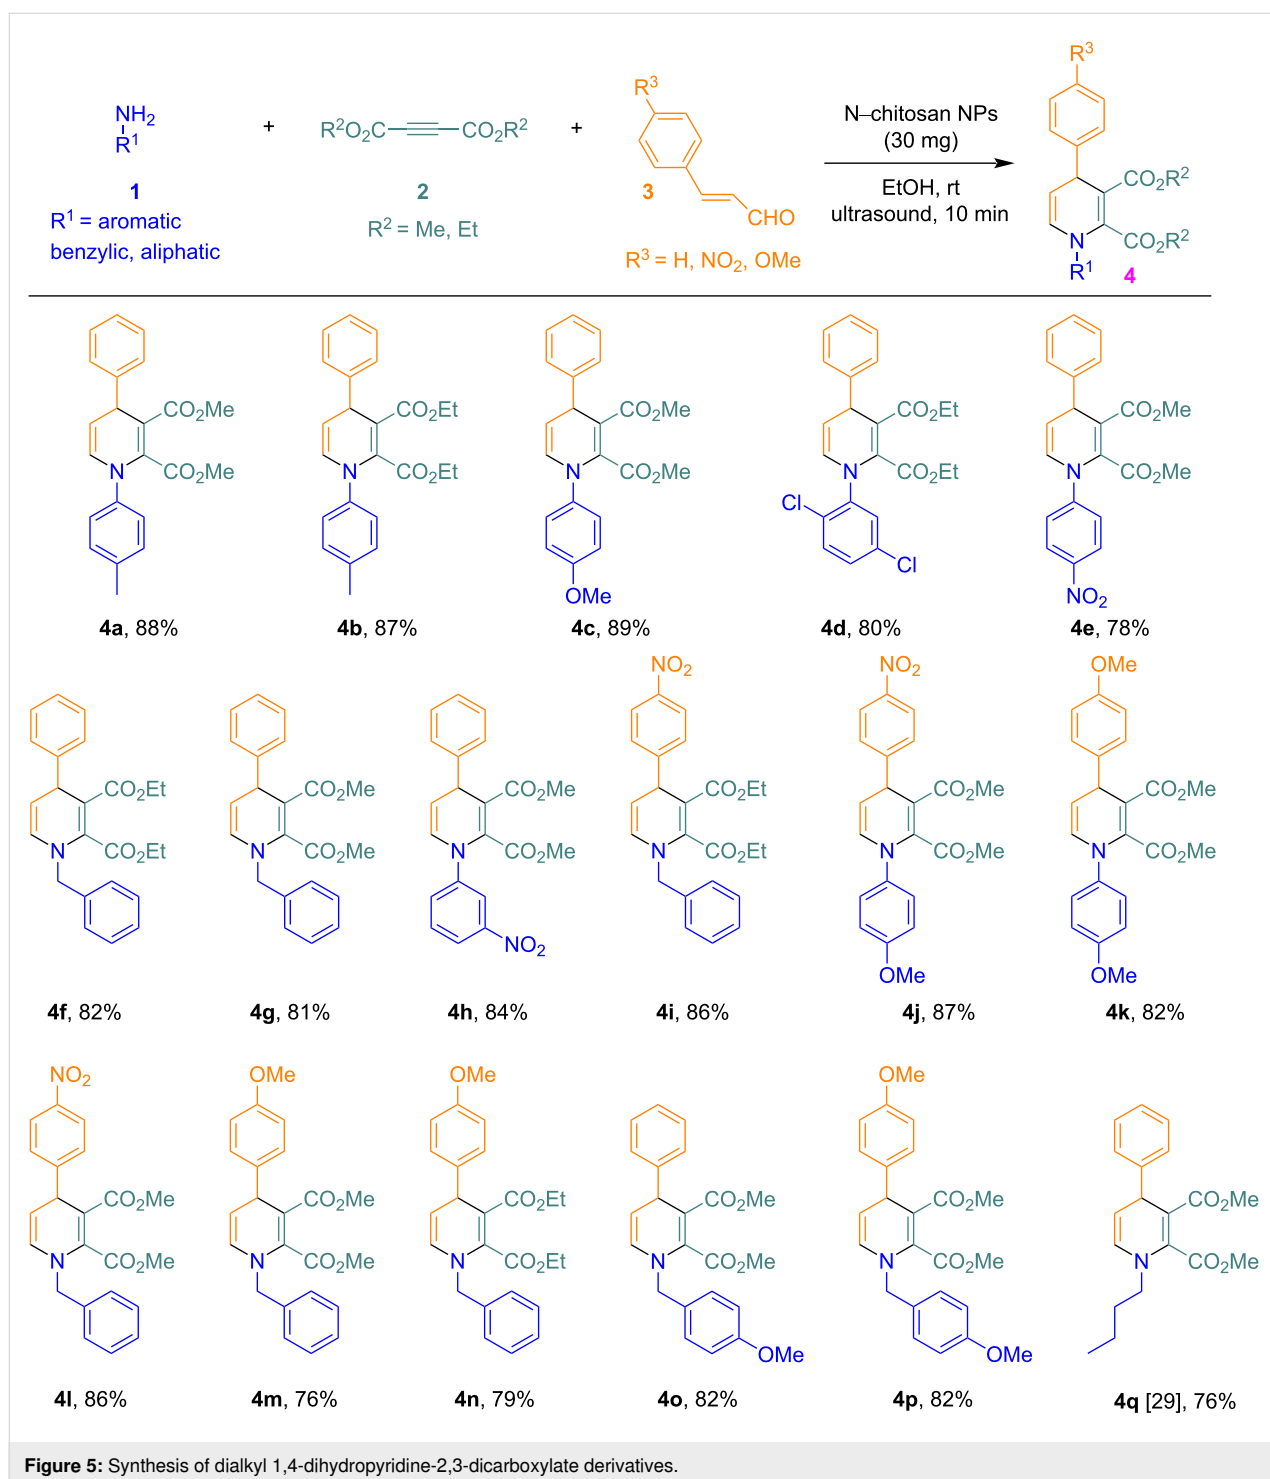 NH2
R1
1
R1 = aromatic
benzylic, aliphatic
+
R2O2C
CO2R2
2
R2 = Me, Et
+
R3
3
CHO
R3 = H, NO2, OMe
N–chitosan NPs
(30 mg)
EtOH, rt
ultrasound, 10 min
R3
CO2R2
CO2R2
N
R1
4
CO2Me
CO2Me
N
4a, 88%
CO2Et
CO2Et
N
4b, 87%
CO2Me
CO2Me
N
OMe
4c, 89%
CO2Et
CO2Et
N
Cl
Cl
4d, 80%
CO2Me
CO2Me
N
NO2
4e, 78%
CO2Et
CO2Et
N
4f, 82%
CO2Me
CO2Me
N
4g, 81%
CO2Me
CO2Me
N
NO2
4h, 84%
NO2
CO2Et
CO2Et
N
4i, 86%
NO2
CO2Me
CO2Me
N
OMe
4j, 87%
OMe
CO2Me
CO2Me
N
OMe
4k, 82%
NO2
CO2Me
CO2Me
N
4l, 86%
OMe
CO2Me
CO2Me
N
4m, 76%
OMe
CO2Et
CO2Et
N
4n, 79%
CO2Me
CO2Me
N
OMe
4o, 82%
OMe
CO2Me
CO2Me
N
OMe
4p, 82%
CO2Me
CO2Me
N
4q [29], 76%
Figure 5: Synthesis of dialkyl 1,4-dihydropyridine-2,3-dicarboxylate derivatives.